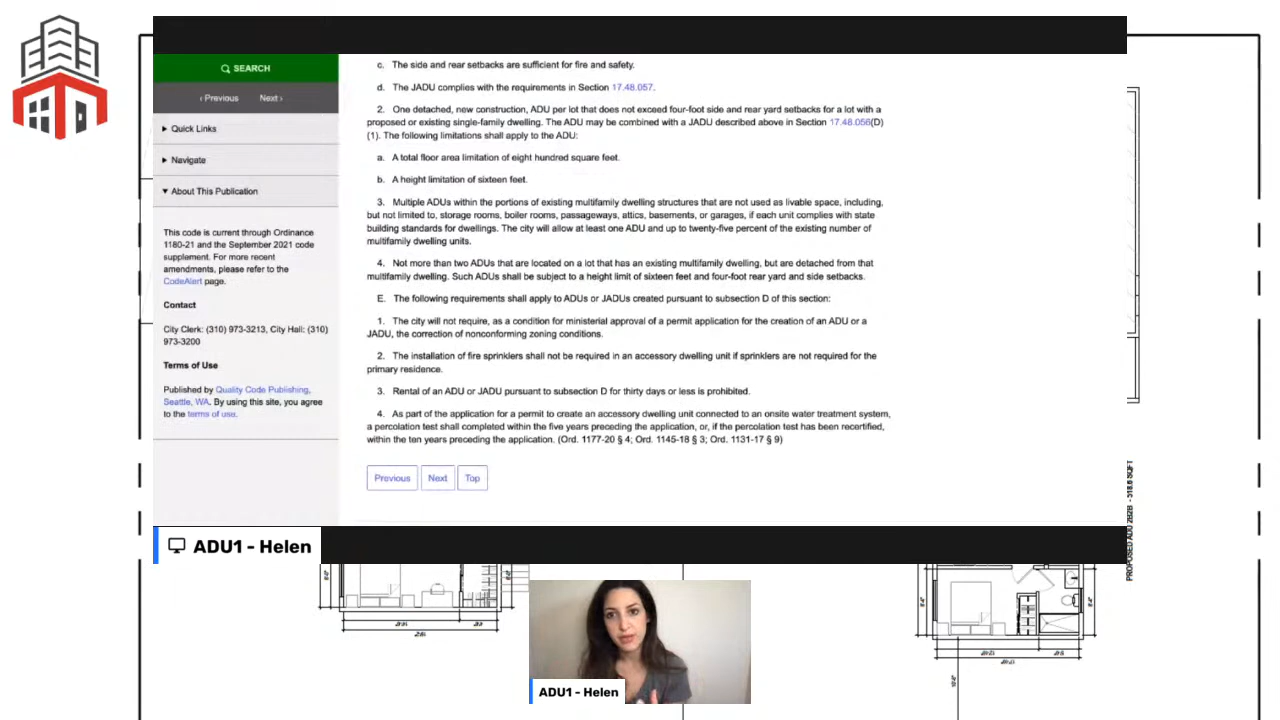 SEARCH
‹ Previous Next ›
Quick Links
Navigate
About This Publication
This code is current through Ordinance
1180-21 and the September 2021 code
supplement. For more recent
amendments, please refer to the
CodeAlert page.
Contact
City Clerk: (310) 973-3213, City Hall: (310)
973-3200
Terms of Use
Published by Quality Code Publishing,
Seattle, WA. By using this site, you agree
to the terms of use.
c. The side and rear setbacks are sufficient for fire and safety.
d. The JADU complies with the requirements in Section 17.48.057.
2. One detached, new construction, ADU per lot that does not exceed four-foot side and rear yard setbacks for a lot with a
proposed or existing single-family dwelling. The ADU may be combined with a JADU described above in Section 17.48.056(D)
(1). The following limitations shall apply to the ADU:
a. A total floor area limitation of eight hundred square feet.
b. A height limitation of sixteen feet.
3. Multiple ADUs within the portions of existing multifamily dwelling structures that are not used as livable space, including,
but not limited to, storage rooms, boiler rooms, passageways, attics, basements, or garages, if each unit complies with state
building standards for dwellings. The city will allow at least one ADU and up to twenty-five percent of the existing number of
multifamily dwelling units.
4. Not more than two ADUs that are located on a lot that has an existing multifamily dwelling, but are detached from that
multifamily dwelling. Such ADUs shall be subject to a height limit of sixteen feet and four-foot rear yard and side setbacks.
E. The following requirements shall apply to ADUs or JADUs created pursuant to subsection D of this section:
1. The city will not require, as a condition for ministerial approval of a permit application for the creation of an ADU or a
JADU, the correction of nonconforming zoning conditions.
2. The installation of fire sprinklers shall not be required in an accessory dwelling unit if sprinklers are not required for the
primary residence.
3. Rental of an ADU or JADU pursuant to subsection D for thirty days or less is prohibited.
4. As part of the application for a permit to create an accessory dwelling unit connected to an onsite water treatment system,
a percolation test shall completed within the five years preceding the application, or, if the percolation test has been recertified,
within the ten years preceding the application. (Ord. 1177-20 § 4; Ord. 1145-18 § 3; Ord. 1131-17 § 9)
Previous Next Top
ADU1 - Helen
PROPOSED ADU 2B2B - 318.6 SQFT
ADU1 - Helen